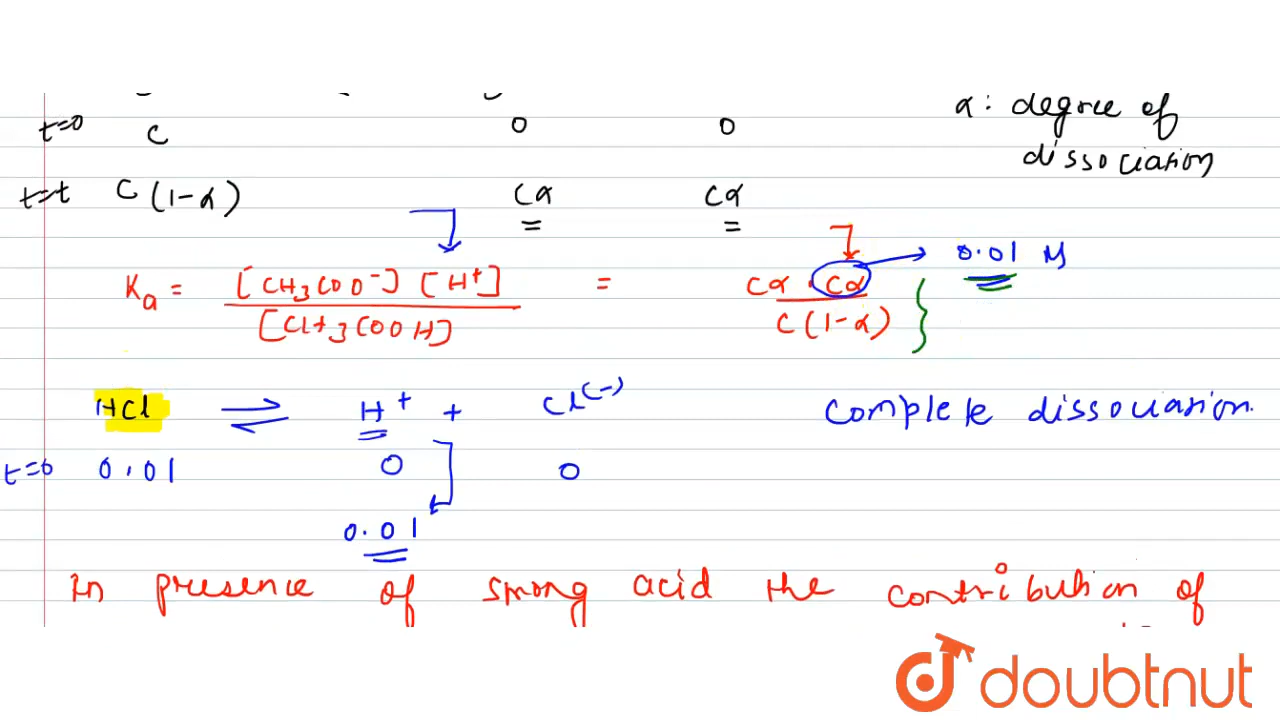 α : degree of
t=0 C 0 0
dissociation
t=t C (1-α) Cα Cα
0.01 M
Ka = [CH3COO-] [H+] = Cα . Cα
[CH3COOH] C(1-α)
HCl ⇌ H+ + Cl(-) Complete dissociation.
t=0 0.01 0 0
0.01
In presence of strong acid the contribution of
doubtnut